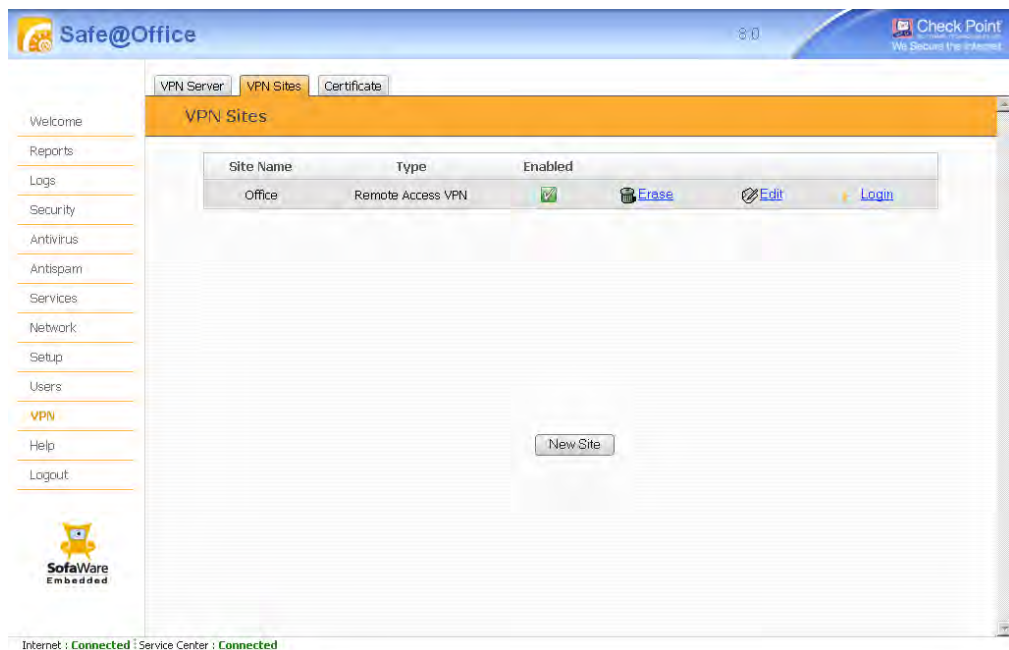 Safe@Office
8.0
Check Point
We Secure the Internet
VPN Server VPN Sites Certificate
VPN Sites
Welcome
Reports
Logs
Security
Antivirus
Antispam
Services
Network
Setup
Users
VPN
Help
Logout
Site Name Type Enabled
Office Remote Access VPN Erase Edit Login
New Site
SofaWare
Embedded
Internet : Connected Service Center : Connected